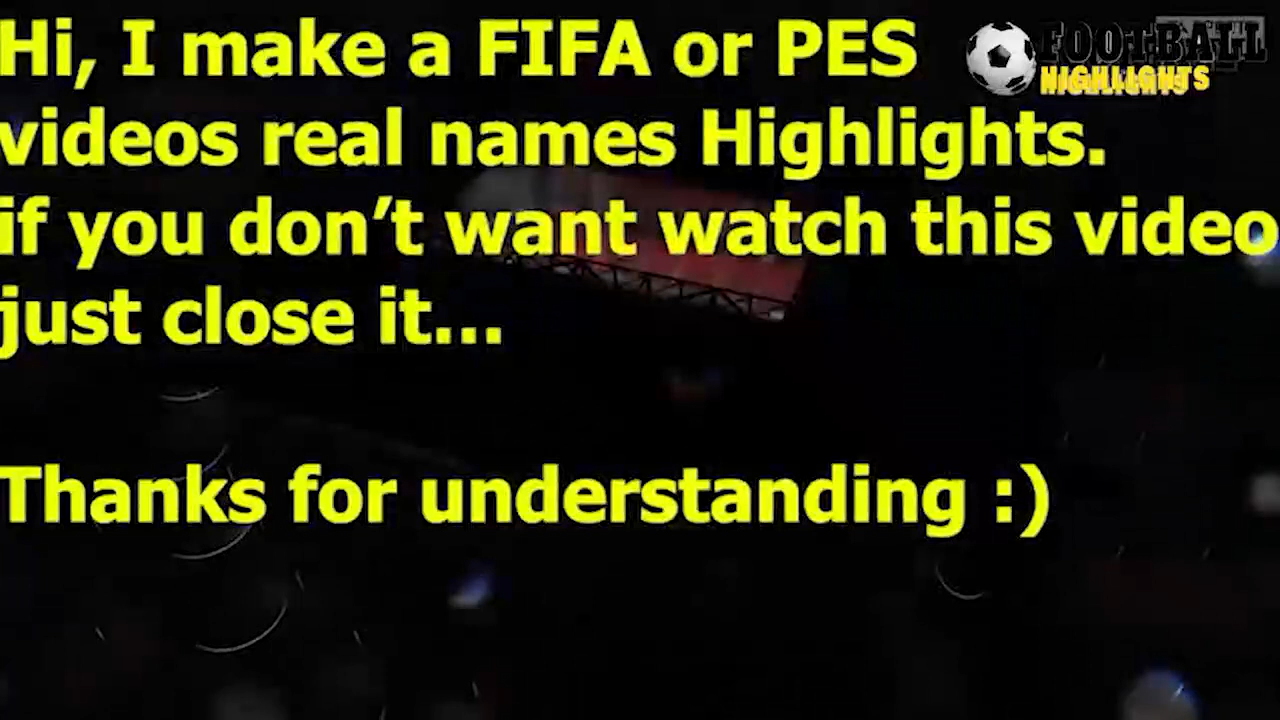 Hi, I make a FIFA or PES
FOOTBALL
HIGHLIGHTS
videos real names Highlights.
if you don’t want watch this video
just close it...
Thanks for understanding :)